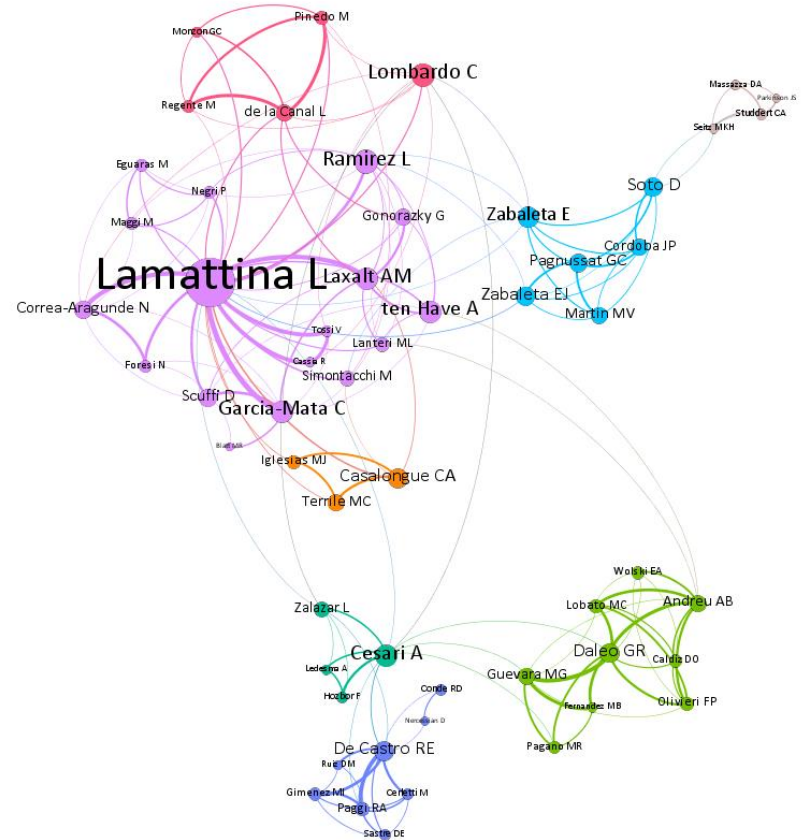 Pinedo M
Monzon GC
Lombardo C
Massazza DA
Parkinson JS
Regente M
de la Canal L
Studdert CA
Seitz MKH
Eguaras M
Ramirez L
Soto D
Negri P
Gonorazky G
Zabaleta E
Maggi M
Cordoba JP
Pagnussat GC
Lamattina L
Laxalt AM
Zabaleta EJ
Correa-Aragunde N
ten Have A
Martin MV
Tossi V
Lanteri ML
Cassia R
Foresi N
Simontacchi M
Scuffi D
Garcia-Mata C
Iglesias MJ
Casalongue CA
Terrile MC
Wolski EA
Zalazar L
Lobato MC
Andreu AB
Cesari A
Daleo GR
Caldiz DO
Ledesma A
Guevara MG
Conde RD
Hozbor F
Fernandez MB
Olivieri FP
De Castro RE
Pagano MR
Ruiz DM
Gimenez MI
Cerletti M
Paggi RA
Sastre DE